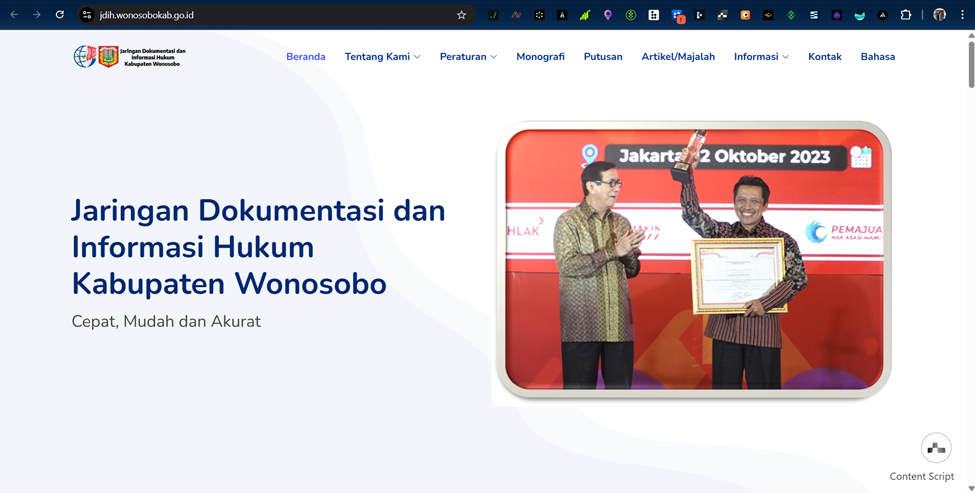 jdih.wonosobokab.go.id
Jaringan Dokumentasi dan
Informasi Hukum
Kabupaten Wonosobo
Beranda
Tentang Kami
Peraturan
Monografi
Putusan
Artikel/Majalah
Informasi
Kontak
Bahasa
Jaringan Dokumentasi dan
Informasi Hukum
Kabupaten Wonosobo
Cepat, Mudah dan Akurat
2 Oktober 2023
HLAK
PEMAJUA
Content Script